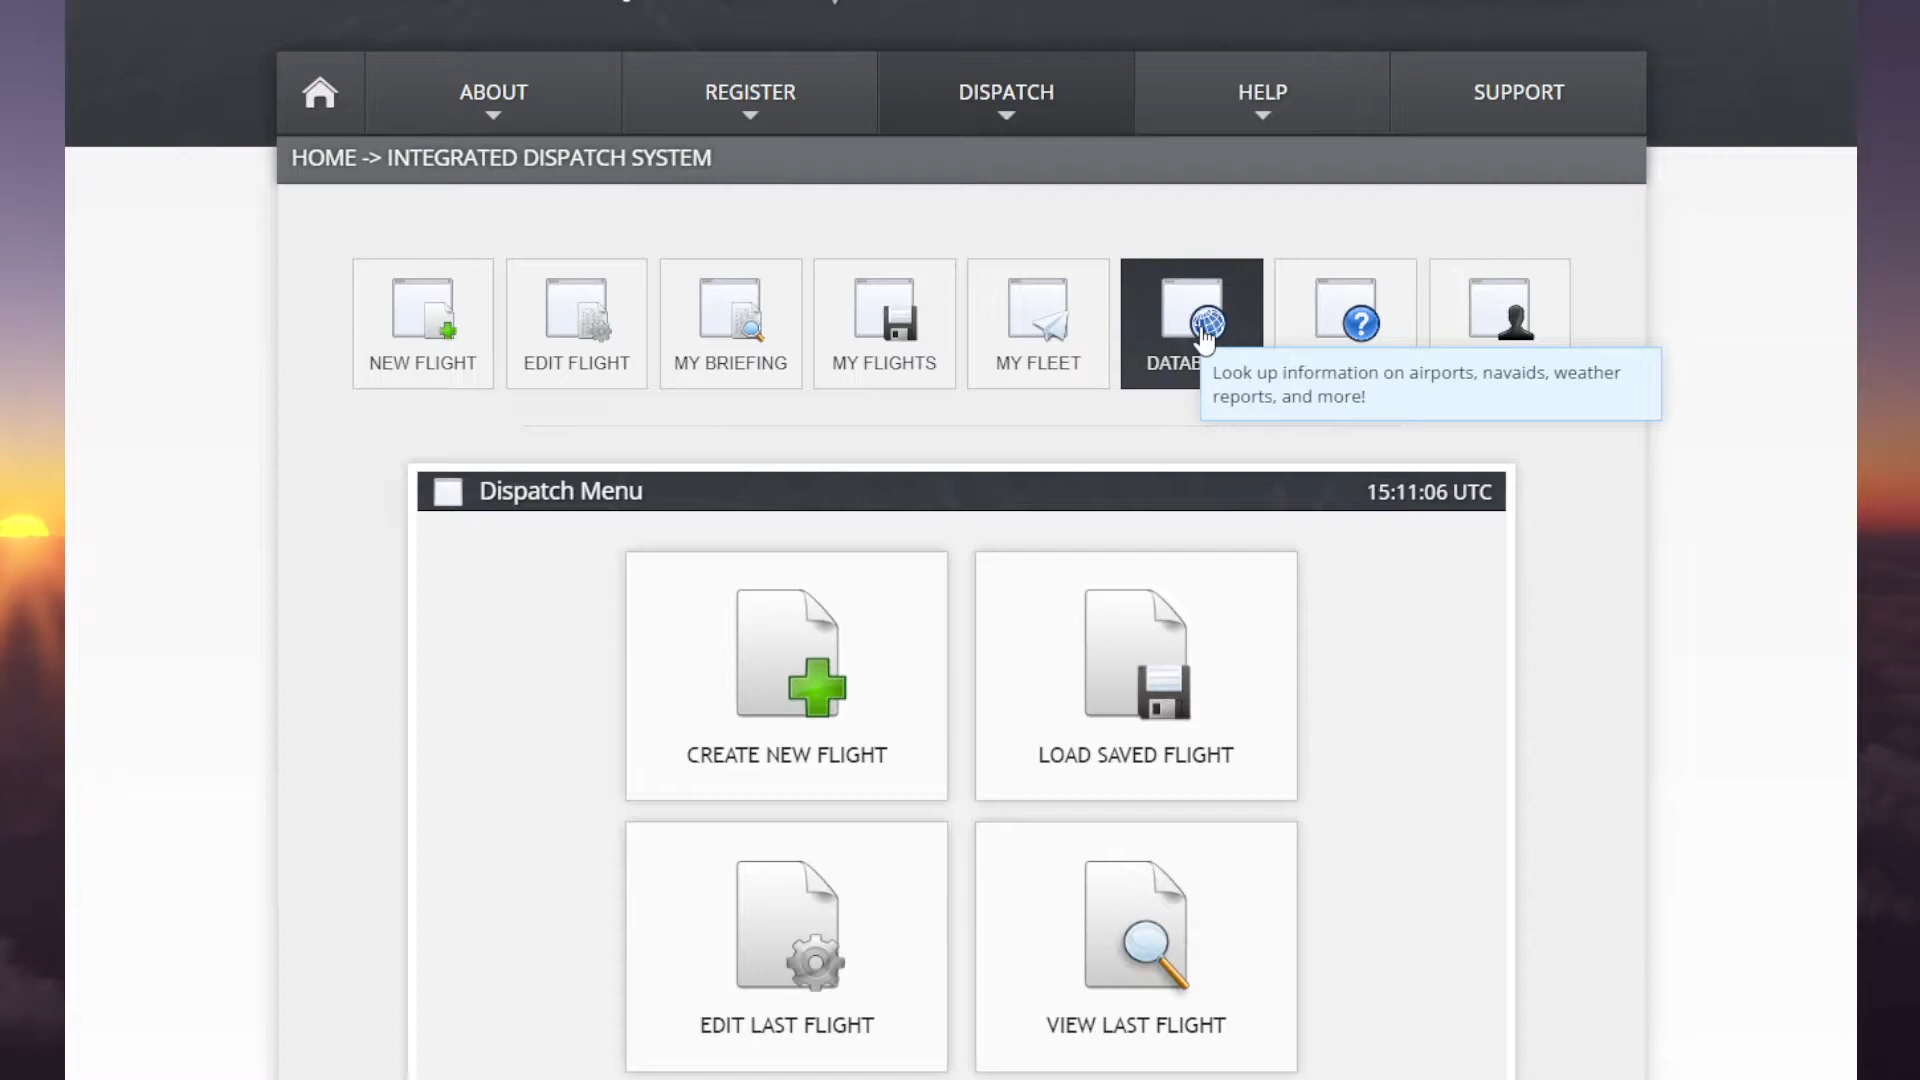 ABOUT
REGISTER
DISPATCH
HELP
SUPPORT
HOME -> INTEGRATED DISPATCH SYSTEM
NEW FLIGHT
EDIT FLIGHT
MY BRIEFING
MY FLIGHTS
MY FLEET
DATAB
?
Look up information on airports, navaids, weather
reports, and more!
Dispatch Menu
15:11:06 UTC
CREATE NEW FLIGHT
LOAD SAVED FLIGHT
EDIT LAST FLIGHT
VIEW LAST FLIGHT